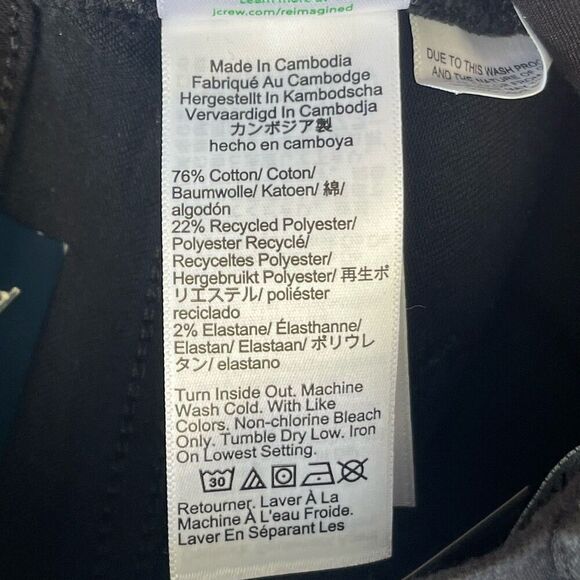 Learn more at
jcrew.com/reimagined
Made In Cambodia
Fabriqué Au Cambodge
Hergestellt In Kambodscha
Vervaardigd In Cambodja
カンボジア製
hecho en camboya
76% Cotton/ Coton/
Baumwolle/ Katoen/ 綿/
algodón
22% Recycled Polyester/
Polyester Recyclé/
Recyceltes Polyester/
Hergebruikt Polyester/ 再生ポ
リエステル/ poliéster
reciclado
2% Elastane/ Élasthanne/
Elastan/ Elastaan/ ポリウレ
タン/ elastano
Turn Inside Out. Machine
Wash Cold. With Like
Colors. Non-chlorine Bleach
Only. Tumble Dry Low. Iron
On Lowest Setting.
30
Retourner. Laver À La
Machine À L'eau Froide.
Laver En Séparant Les
DUE TO THIS WASH PROC
AND THE NATURE OF